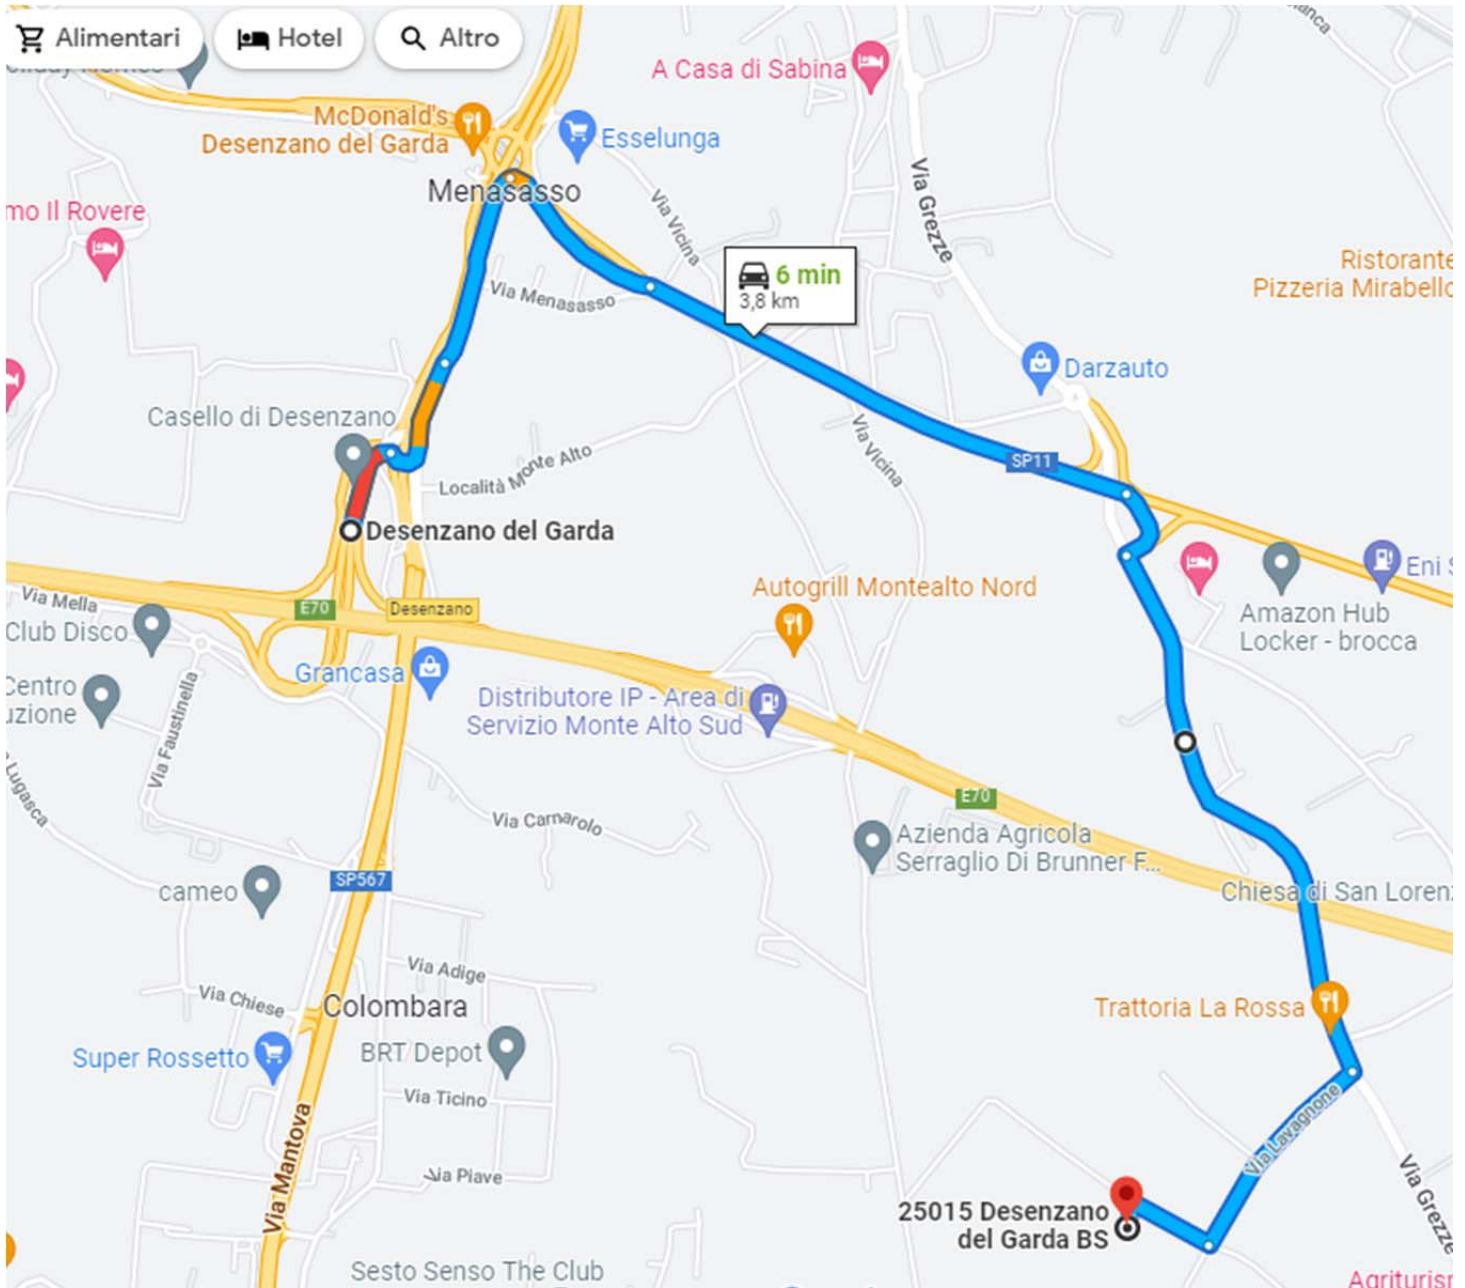 Alimentari
Hotel
Altro
A Casa di Sabina
McDonald's
Desenzano del Garda
Esselunga
Menasasso
Via Grezze
Via Vicina
mo Il Rovere
Ristorante
Pizzeria Mirabello
6 min
3,8 km
Via Menasasso
Darzauto
Casello di Desenzano
Via Vicina
SP11
Località Monte Alto
Desenzano del Garda
Eni S
Autogrill Montealto Nord
Via Mella
E70
Desenzano
Amazon Hub
Locker - brocca
Club Disco
Grancasa
Centro
uzione
Distributore IP - Area di
Servizio Monte Alto Sud
Via Faustinella
Lugasca
E70
Via Carnarolo
Azienda Agricola
Serraglio Di Brunner F...
SP567
cameo
Chiesa di San Loren
Via Adige
Via Chiese
Colombara
Trattoria La Rossa
Super Rossetto
BRT Depot
Via Ticino
Via Lavagnone
Via Mantova
Via Piave
Via Grezze
25015 Desenzano
del Garda BS
Sesto Senso The Club
Agriturisr